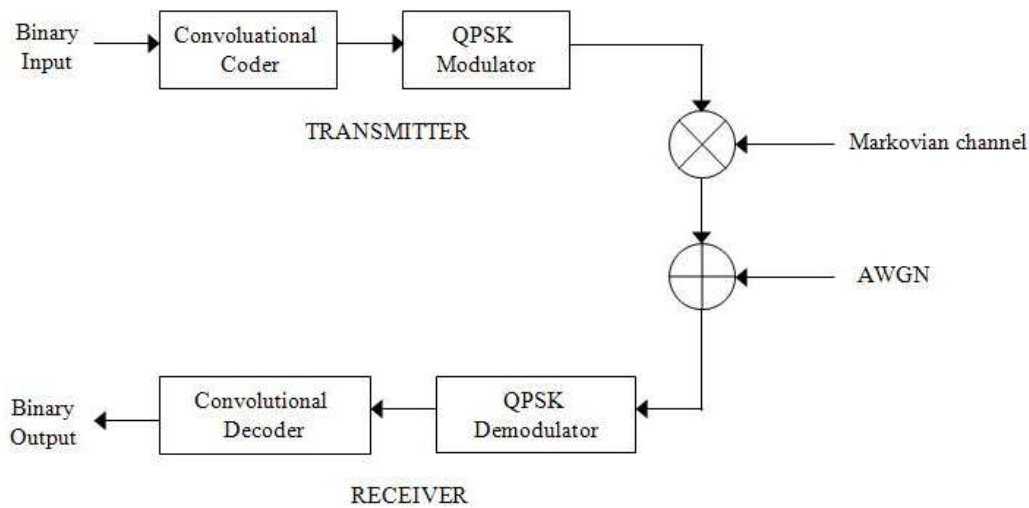 Binary
Input
Convoluational
Coder
QPSK
Modulator
TRANSMITTER
Markovian channel
AWGN
Binary
Output
Convolutional
Decoder
QPSK
Demodulator
RECEIVER